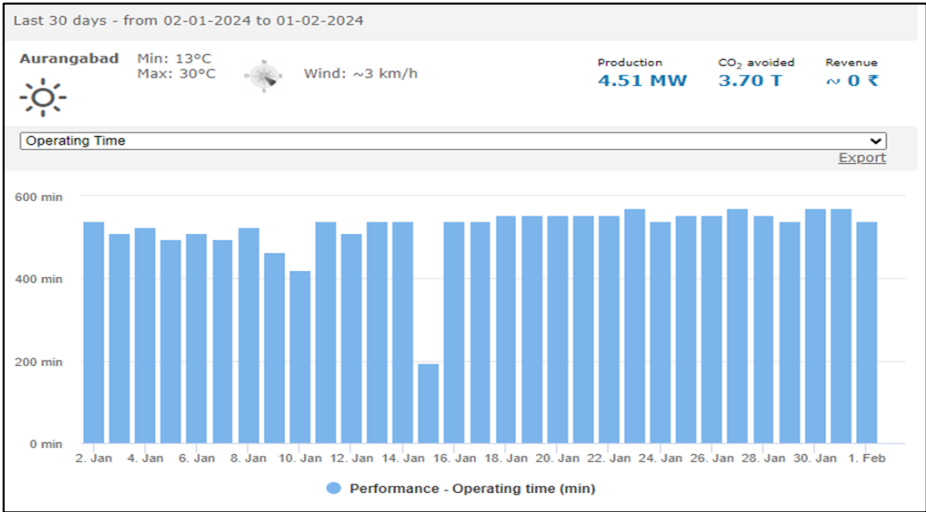 Last 30 days - from 02-01-2024 to 01-02-2024
Aurangabad
Min: 13°C
Max: 30°C
Wind: ~3 km/h
Production
4.51 MW
CO2 avoided
3.70 T
Revenue
~ 0 ₹
Operating Time
Export
600 min
400 min
200 min
0 min
2. Jan 4. Jan 6. Jan 8. Jan 10. Jan 12. Jan 14. Jan 16. Jan 18. Jan 20. Jan 22. Jan 24. Jan 26. Jan 28. Jan 30. Jan 1. Feb
Performance - Operating time (min)